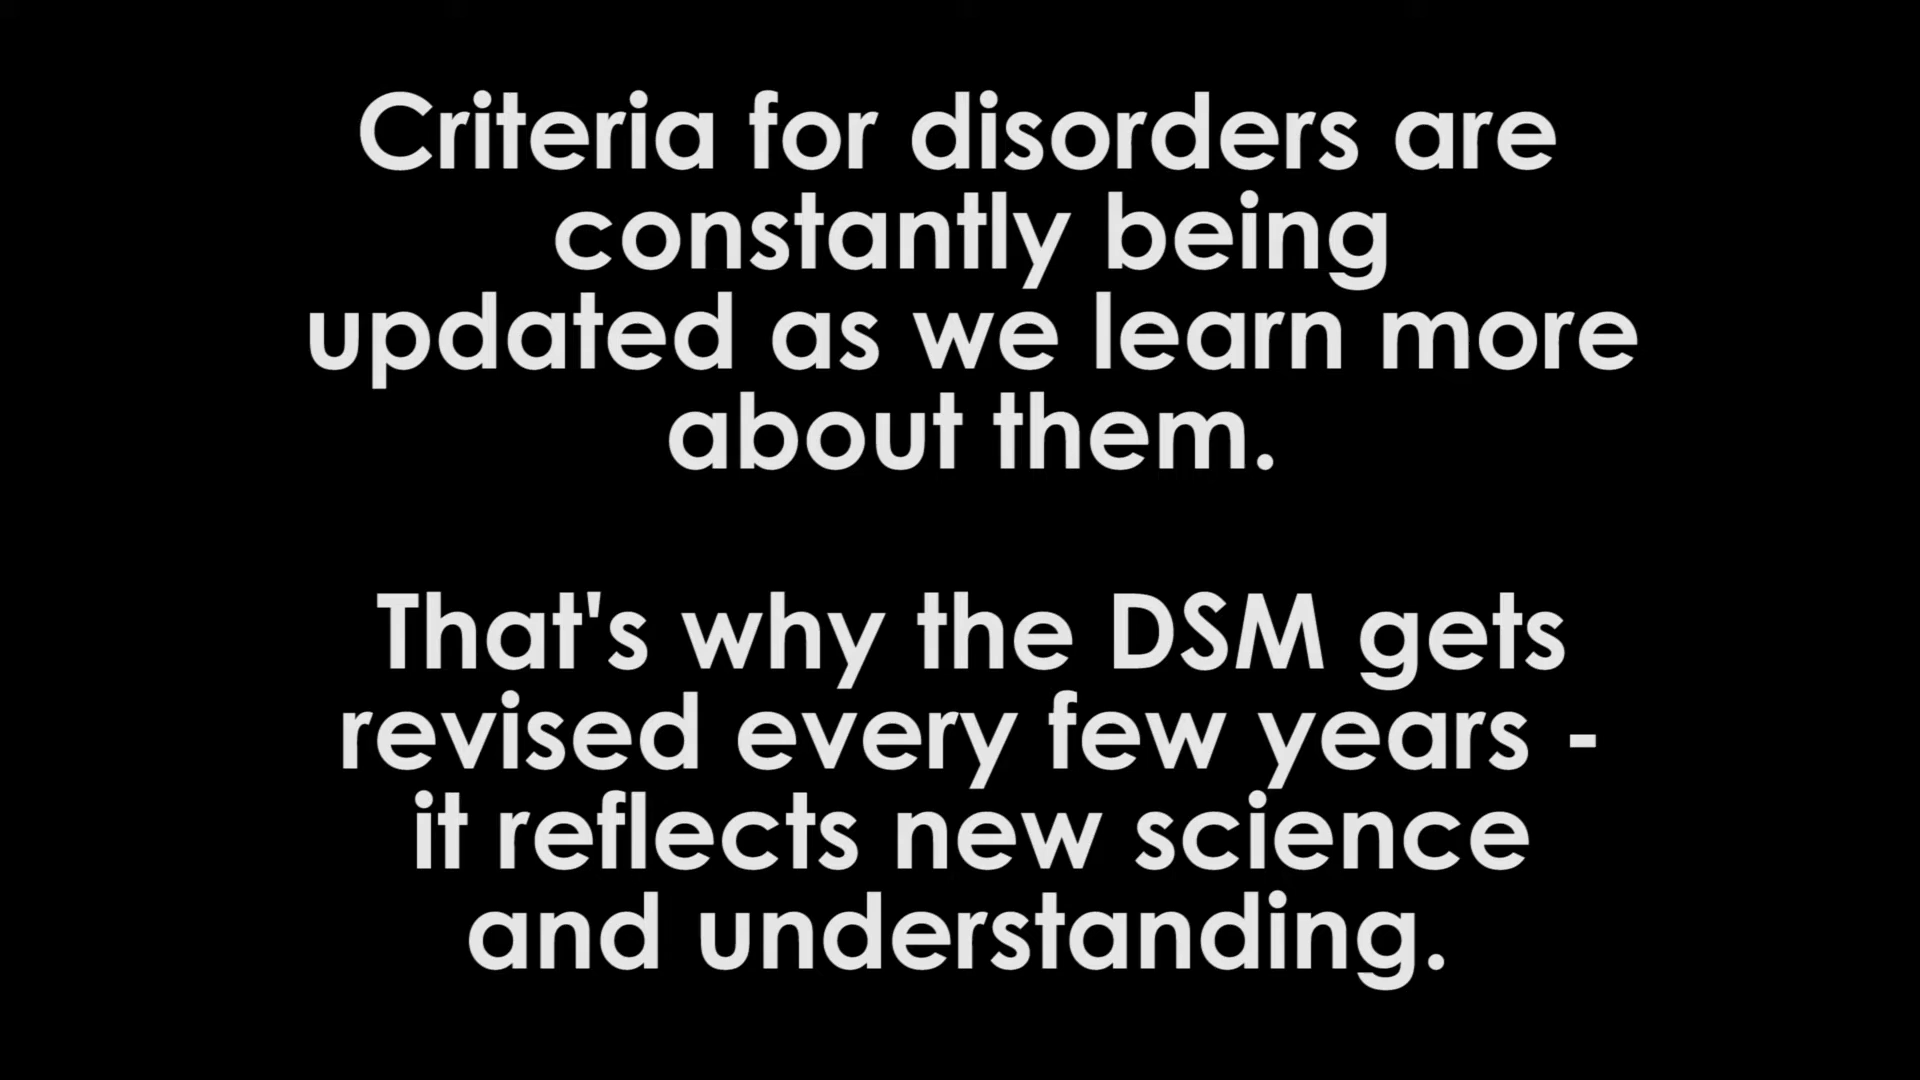 Criteria for disorders are
constantly being
updated as we learn more
about them.
That's why the DSM gets
revised every few years -
it reflects new science
and understanding.